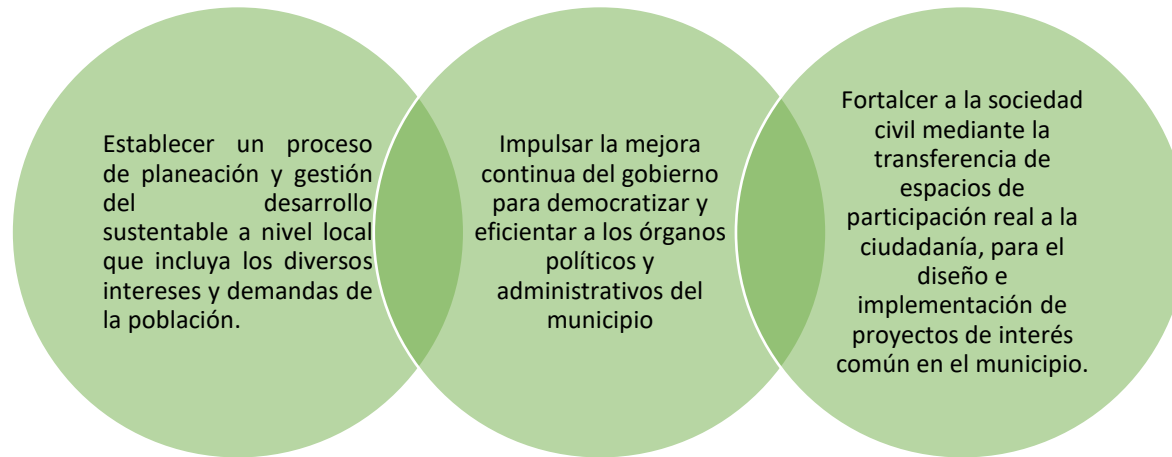 Establecer un proceso
de planeación y gestión
del desarrollo
sustentable a nivel local
que incluya los diversos
intereses y demandas de
la población.
Impulsar la mejora
continua del gobierno
para democratizar y
eficientar a los órganos
políticos y
administrativos del
municipio
Fortalcer a la sociedad
civil mediante la
transferencia de
espacios de
participación real a la
ciudadanía, para el
diseño e
implementación de
proyectos de interés
común en el municipio.